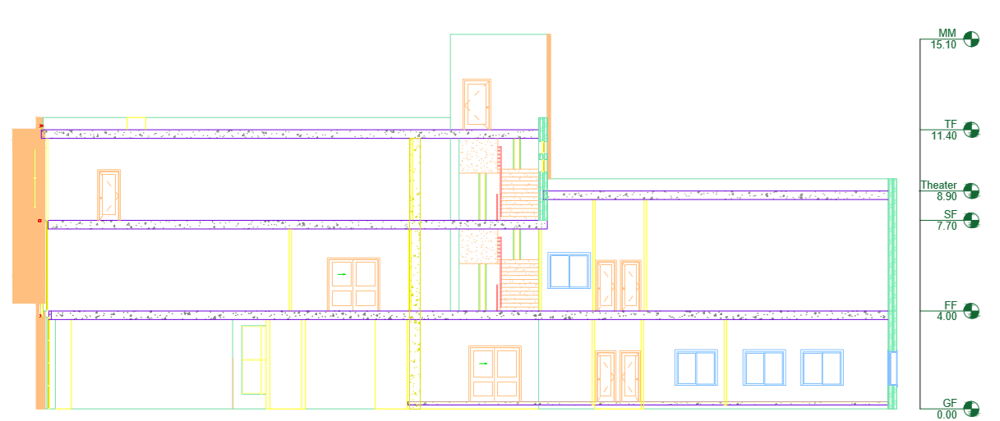 MM
15.10
TF
11.40
Theater
8.90
SF
7.70
FF
4.00
GF
0.00